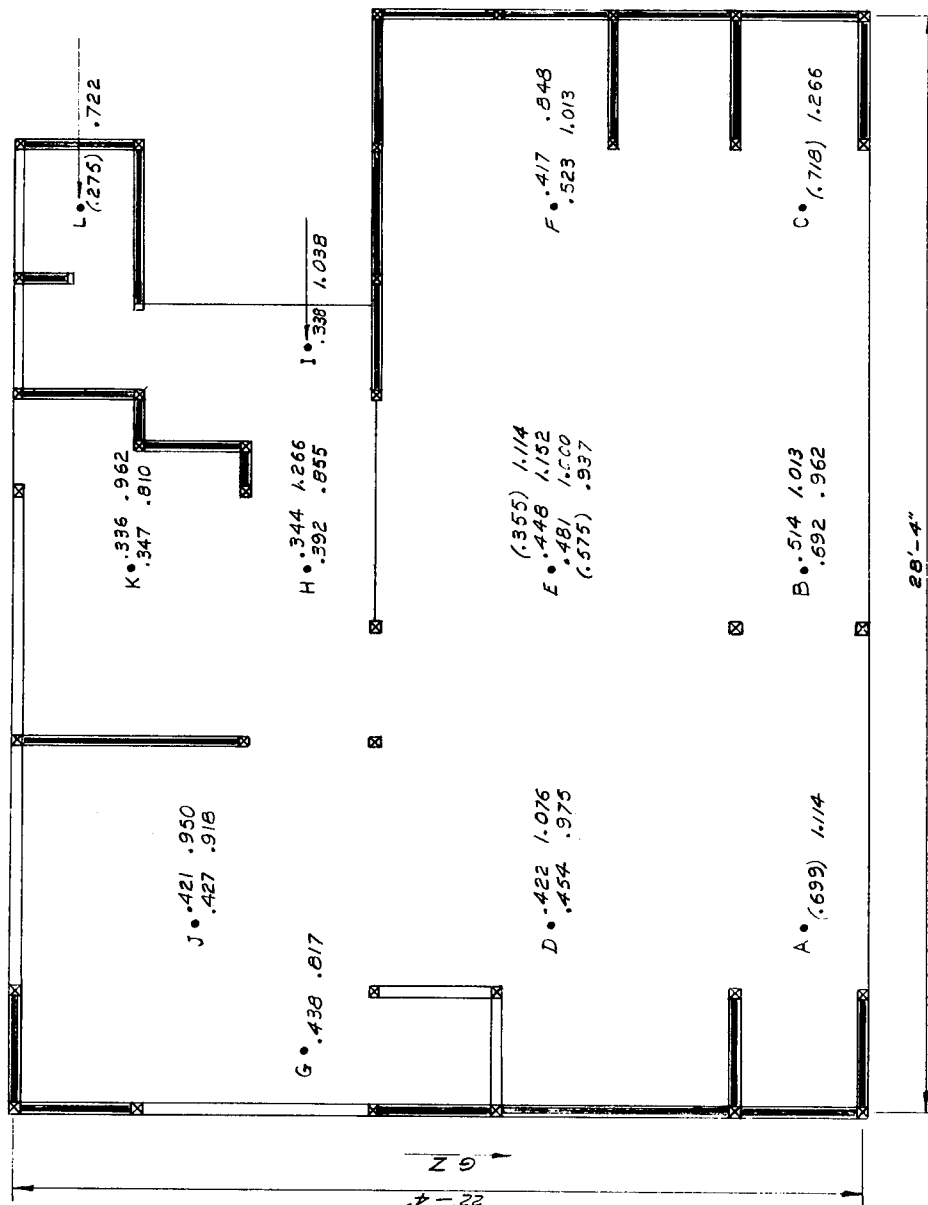 L (.275) .722
I .338 1.038
F .417 .848
.523 1.013
C (.718) 1.266
K .336 .962
.347 .810
H .344 1.266
.392 .855
(.355) 1.114
E .448 1.152
.481 1.000
(.575) .937
B .514 1.013
.692 .962
J .421 .950
.427 .918
G .438 .817
D .422 1.076
.454 .975
A (.699) 1.114
28'-4"
GZ
22-4"